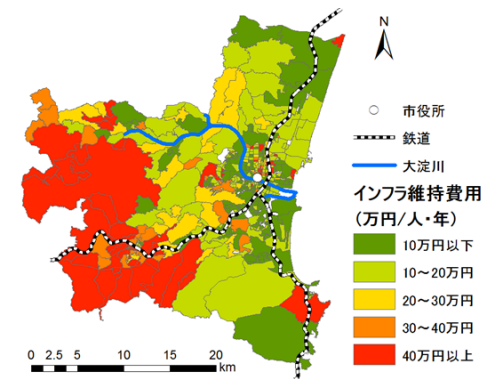 N
市役所
鉄道
大淀川
インフラ維持費用
(万円/人・年)
10万円以下
10～20万円
20～30万円
30～40万円
40万円以上
0 2.5 5 10 15 20
km